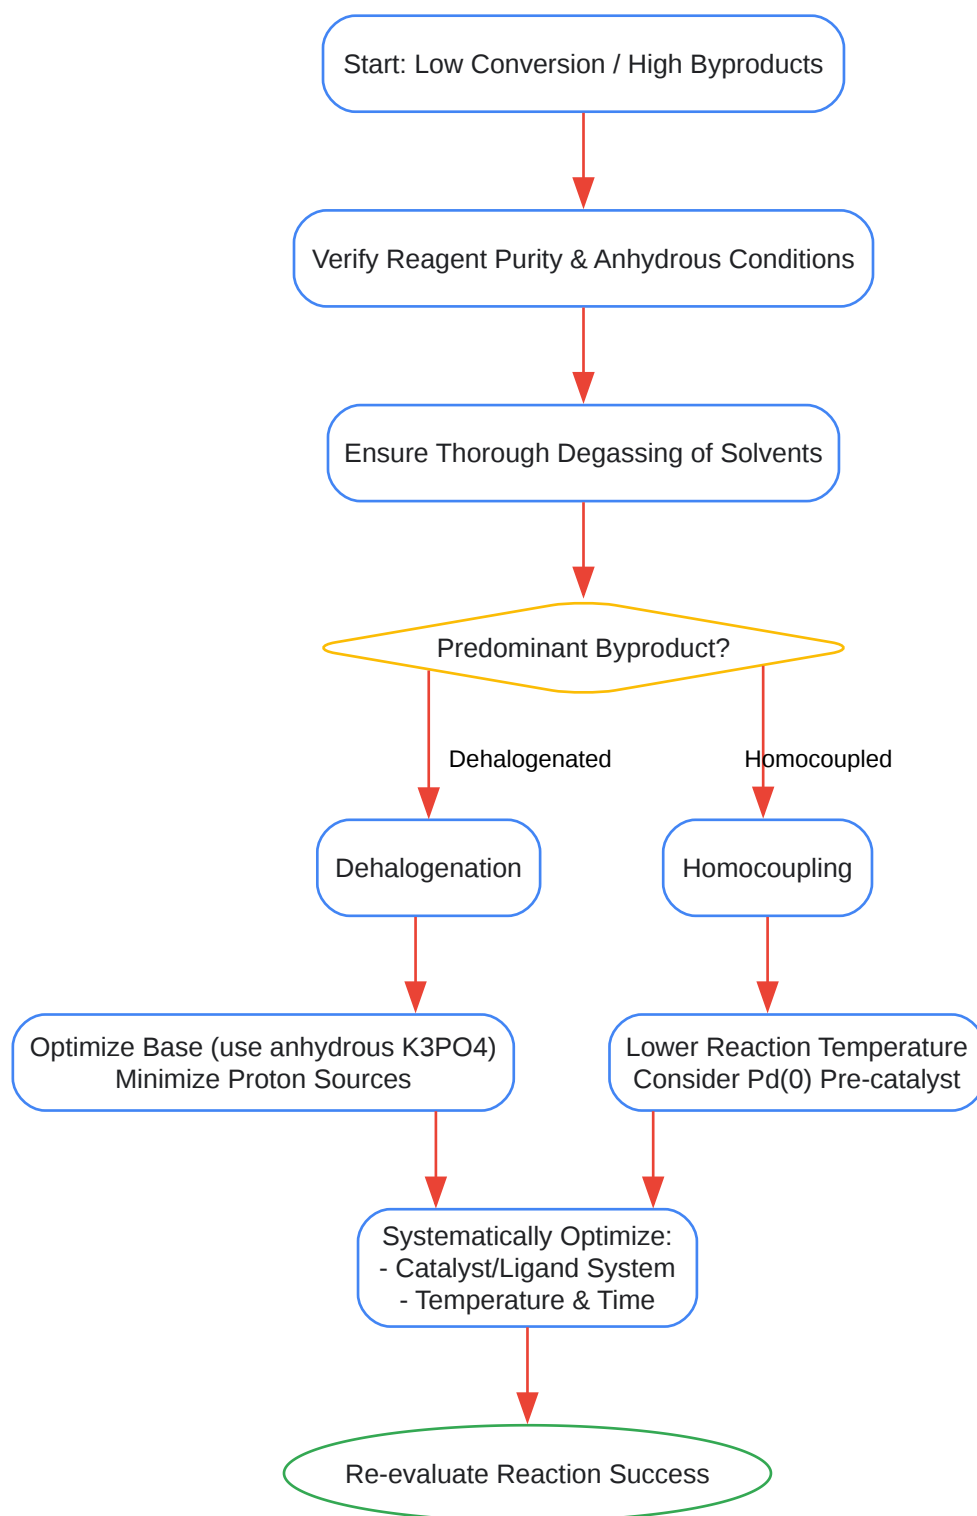 Start: Low Conversion / High Byproducts
Verify Reagent Purity & Anhydrous Conditions
Ensure Thorough Degassing of Solvents
Predominant Byproduct?
Dehalogenated
Homocoupled
Dehalogenation
Homocoupling
Optimize Base (use anhydrous K3PO4)
Minimize Proton Sources
Lower Reaction Temperature
Consider Pd(0) Pre-catalyst
Systematically Optimize:
- Catalyst/Ligand System
- Temperature & Time
Re-evaluate Reaction Success